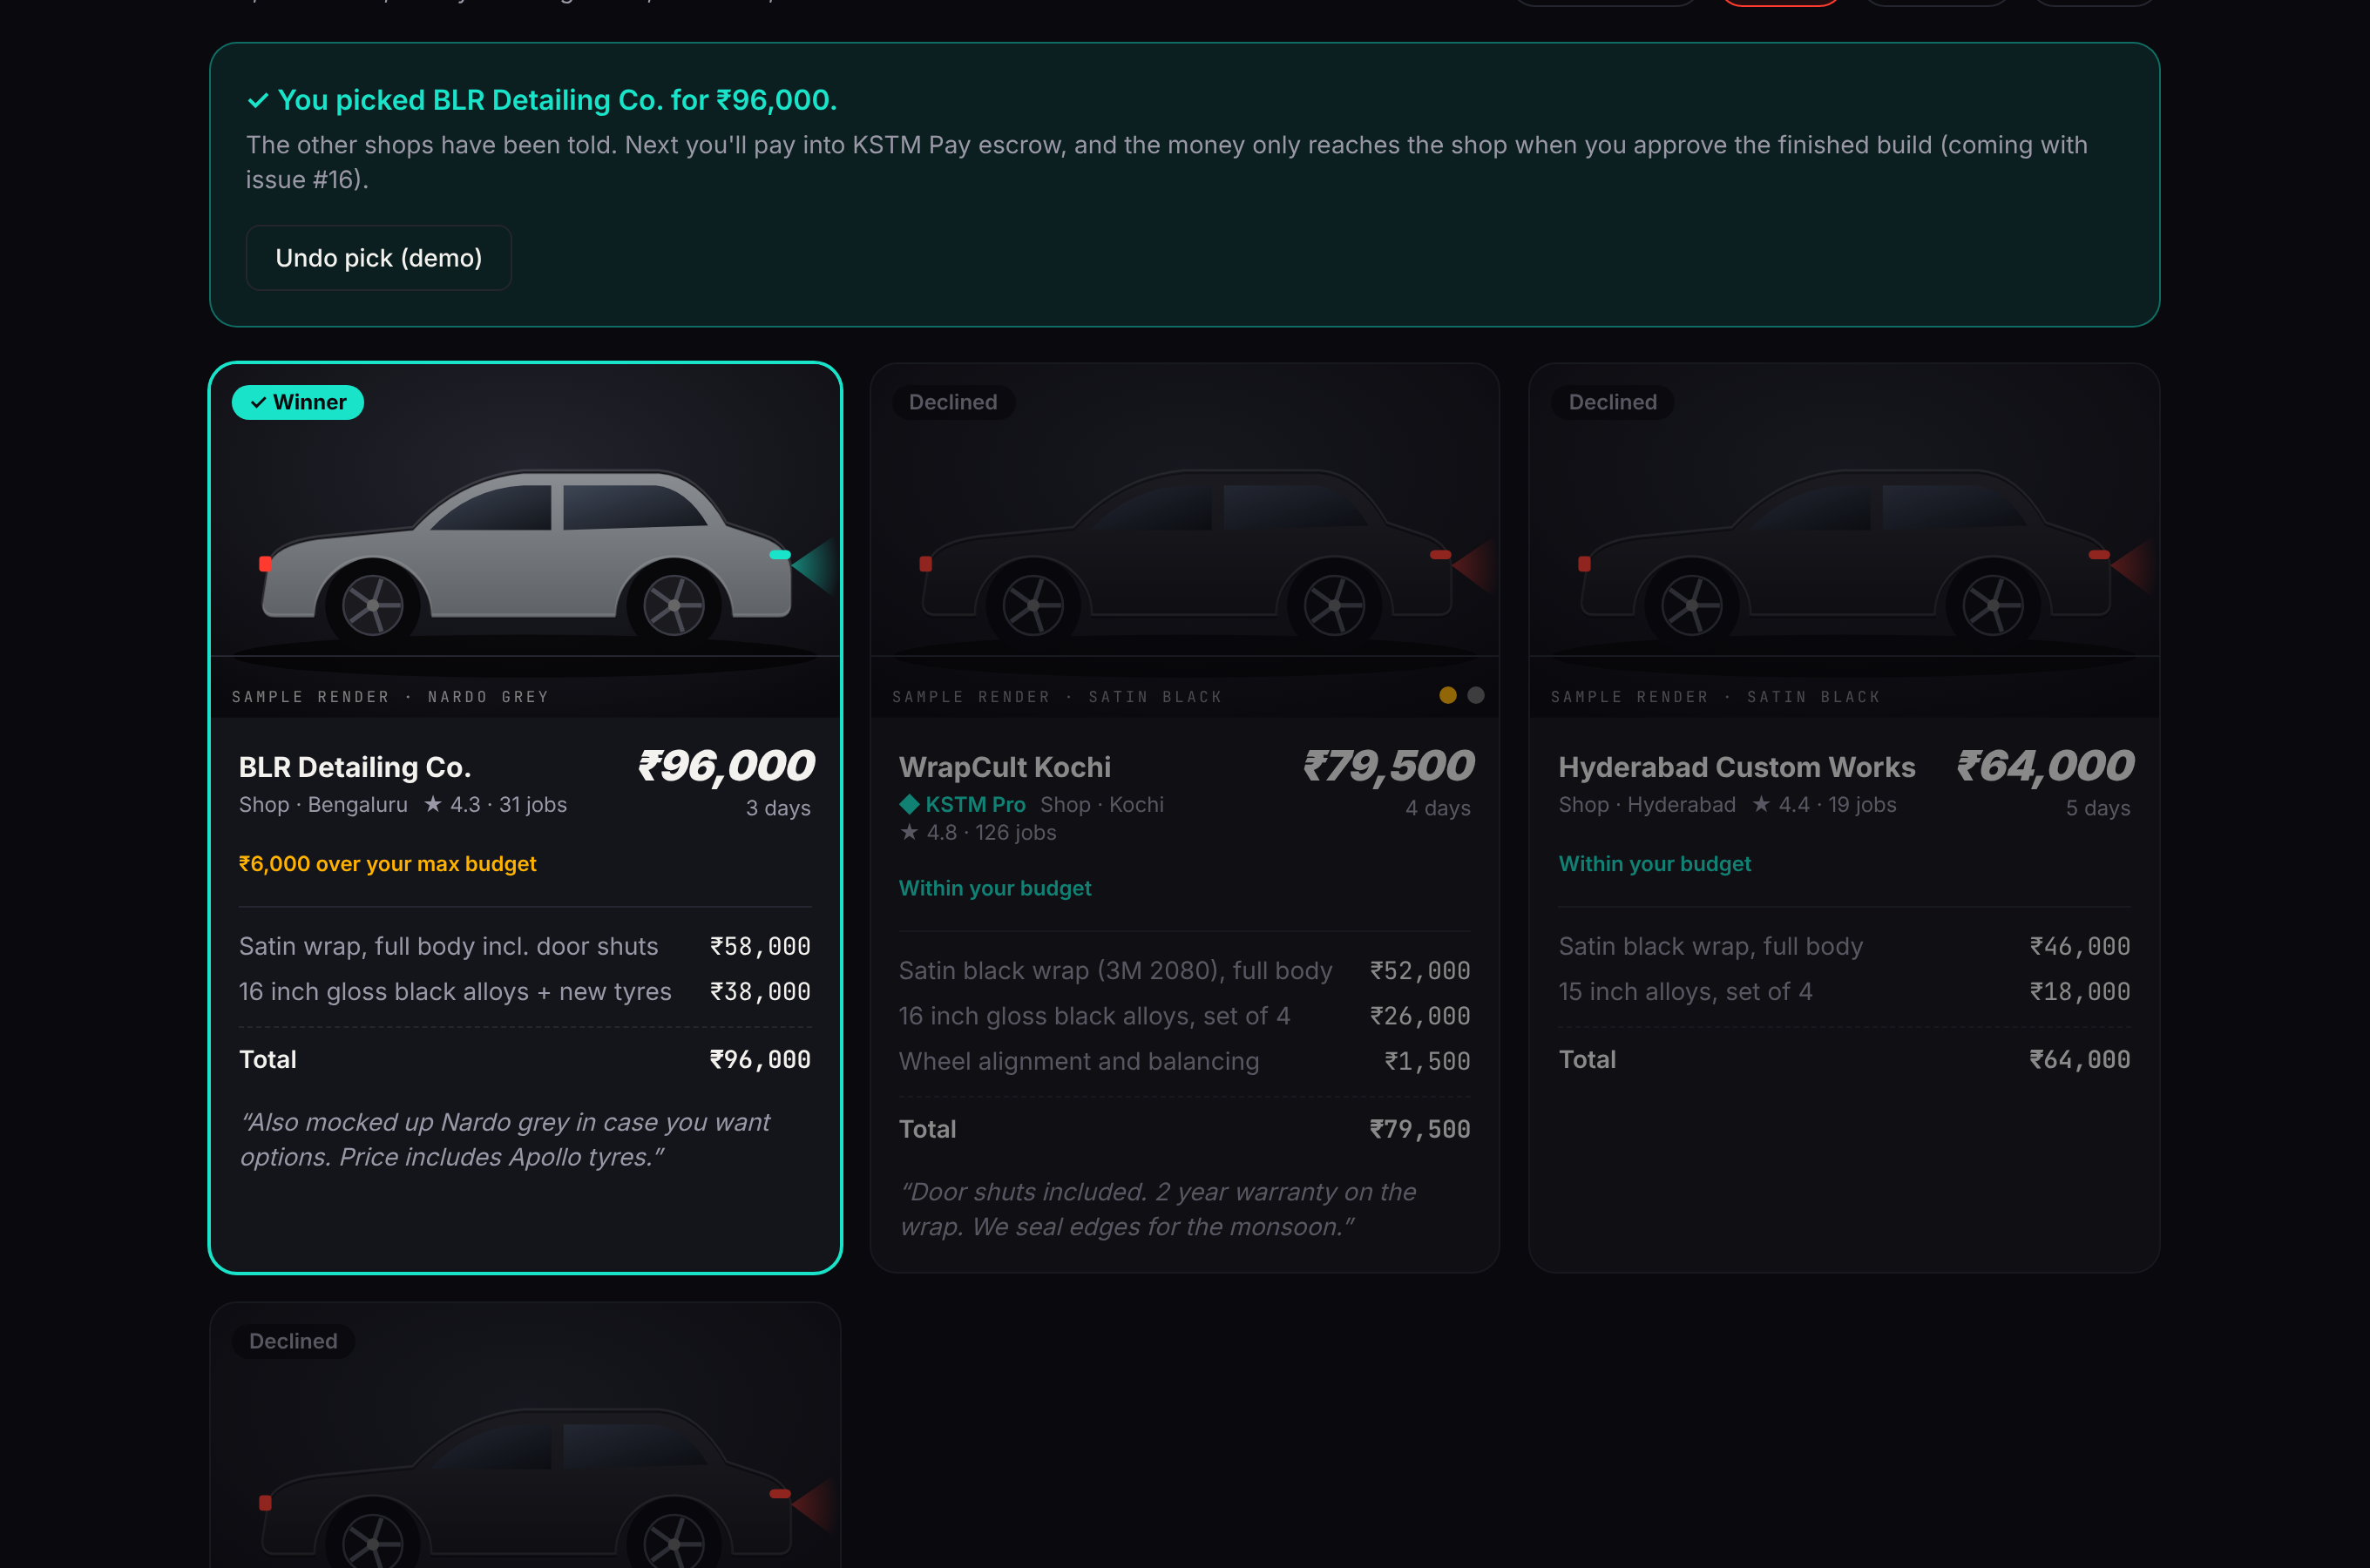 ✓ You picked BLR Detailing Co. for ₹96,000.
The other shops have been told. Next you'll pay into KSTM Pay escrow, and the money only reaches the shop when you approve the finished build (coming with
issue #16).
Undo pick (demo)
✓ Winner
SAMPLE RENDER · NARDO GREY
BLR Detailing Co.
₹96,000
Shop · Bengaluru ★ 4.3 · 31 jobs
3 days
₹6,000 over your max budget
Satin wrap, full body incl. door shuts ₹58,000
16 inch gloss black alloys + new tyres ₹38,000
Total ₹96,000
“Also mocked up Nardo grey in case you want
options. Price includes Apollo tyres.”
Declined
SAMPLE RENDER · SATIN BLACK
WrapCult Kochi
₹79,500
◆ KSTM Pro Shop · Kochi
4 days
★ 4.8 · 126 jobs
Within your budget
Satin black wrap (3M 2080), full body ₹52,000
16 inch gloss black alloys, set of 4 ₹26,000
Wheel alignment and balancing ₹1,500
Total ₹79,500
“Door shuts included. 2 year warranty on the
wrap. We seal edges for the monsoon.”
Declined
SAMPLE RENDER · SATIN BLACK
Hyderabad Custom Works
₹64,000
Shop · Hyderabad ★ 4.4 · 19 jobs
5 days
Within your budget
Satin black wrap, full body ₹46,000
15 inch alloys, set of 4 ₹18,000
Total ₹64,000
Declined